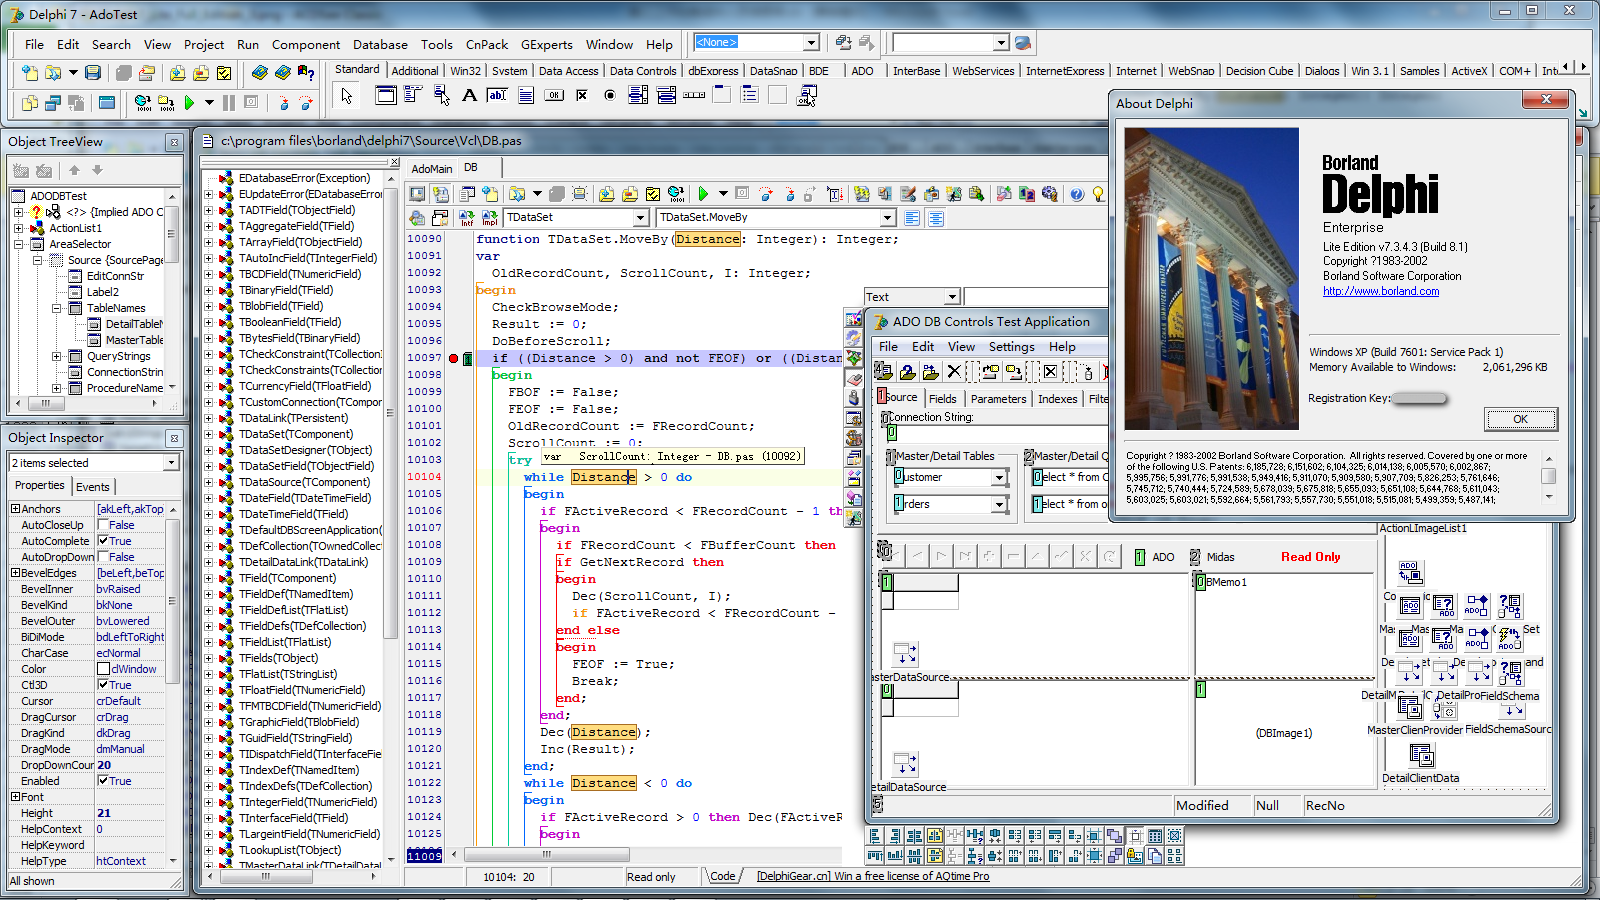 Delphi 7 - AdoTest
File Edit Search View Project Run Component Database Tools CnPack GExperts Window Help
<None>
Standard Additional Win32 System Data Access Data Controls dbExpress DataSnap BDE ADO InterBase WebServices InternetExpress Internet WebSnap Decision Cube Dialogs Win 3.1 Samples ActiveX COM+
Object TreeView
ADODBTest
<?> {Implied ADO C
ActionList1
AreaSelector
Source {SourcePage
EditConnStr
Label2
TableNames
DetailTableN
MasterTable
QueryStrings
ConnectionStrin
ProcedureName
Object Inspector
2 items selected
Properties Events
Anchors [akLeft,akTop
AutoCloseUp False
AutoComplete True
AutoDropDown False
BevelEdges [beLeft,beTop
BevelInner bvRaised
BevelKind bkNone
BevelOuter bvLowered
BiDiMode bdLeftToRight
CharCase ecNormal
Color clWindow
Ctl3D True
Cursor crDefault
DragCursor crDrag
DragKind dkDrag
DragMode dmManual
DropDownCour 20
Enabled True
Font
Height 21
HelpContext 0
HelpKeyword
HelpType htContext
All shown
c:\program files\borland\delphi7\Source\Vcl\DB.pas
EDatabaseError(Exception)
EUpdateError(EDatabaseError
TADTField(TObjectField)
TAggregateField(TField)
TArrayField(TObjectField)
TAutoIncField(TIntegerField)
TBCDField(TNumericField)
TBinaryField(TField)
TBlobField(TField)
TBooleanField(TField)
TBytesField(TBinaryField)
TCheckConstraint(TCollection
TCheckConstraints(TCollec
TCurrencyField(TFloatField)
TCustomConnection(TCompor
TDataLink(TPersistent)
TDataSet(TComponent)
TDataSetDesigner(TObject)
TDataSetField(TObjectField)
TDataSource(TComponent)
TDateField(TDateTimeField)
TDateTimeField(TField)
TDefaultDBScreenApplication(
TDefCollection(TOwnedCollect
TDetailDataLink(TDataLink)
TField(TComponent)
TFieldDef(TNamedItem)
TFieldDefList(TFlatList)
TFieldDefs(TDefCollection)
TFieldList(TFlatList)
TFields(TObject)
TFlatList(TStringList)
TFloatField(TNumericField)
TFMTBCDField(TNumericField)
TGraphicField(TBlobField)
TGuidField(TStringField)
TIDispatchField(TInterfaceFie
TIndexDef(TNamedItem)
TIndexDefs(TDefCollection)
TIntegerField(TNumericField)
TInterfaceField(TField)
TLargeintField(TNumericField)
TLookupList(TObject)
TMasterDataLink(TDetailDataL
AdoMain DB
Intf Impl TDataSet TDataSet.MoveBy
10090 function TDataSet.MoveBy(Distance: Integer): Integer;
10091 var
10092 OldRecordCount, ScrollCount, I: Integer;
10093 begin
10094 CheckBrowseMode;
10095 Result := 0;
10096 DoBeforeScroll;
10097 if ((Distance > 0) and not FEOF) or ((Distan
10098 begin
10099 FBOF := False;
10100 FEOF := False;
10101 OldRecordCount := FRecordCount;
10102 ScrollCount := 0;
10103 try
var ScrollCount: Integer - DB.pas (10092)
10104 while Distance > 0 do
10105 begin
10106 if FActiveRecord < FRecordCount - 1 th
10107 begin
10108 if FRecordCount < FBufferCount then
10109 if GetNextRecord then
10110 begin
10111 Dec(ScrollCount, I);
10112 if FActiveRecord < FRecordCount -
10113 end else
10114 begin
10115 FEOF := True;
10116 Break;
10117 end;
10118 end;
10119 Dec(Distance);
10120 Inc(Result);
10121 end;
10122 while Distance < 0 do
10123 begin
10124 if FActiveRecord > 0 then Dec(FActiveR
10125 begin
11009
10104: 20 Read only Code [DelphiGear.cn] Win a free license of AQtime Pro
Text
ADO DB Controls Test Application
File Edit View Settings Help
Source Fields Parameters Indexes Filte
Connection String:
Master/Detail Tables
Master/Detail Q
ustomer
elect * from C
rders
elect * from o
ADO
Midas
Read Only
BMemo1
asterDataSource
(DBImage1)
etailDataSource
Modified Null RecNo
ActionLImageList1
DetailProFieldSchema
MasterClienProvider FieldSchemaSourc
DetailClientData
About Delphi
Borland
Delphi
Enterprise
Lite Edition v7.3.4.3 (Build 8.1)
Copyright ?1983-2002
Borland Software Corporation
http://www.borland.com
Windows XP (Build 7601: Service Pack 1)
Memory Available to Windows: 2,061,296 KB
Registration Key:
OK
Copyright ? 1983-2002 Borland Software Corporation. All rights reserved. Covered by one or more
of the following U.S. Patents: 6,185,728; 6,151,602; 6,104,325; 6,014,138; 6,005,570; 6,002,867;
5,995,756; 5,991,776; 5,991,538; 5,949,416; 5,911,070; 5,909,580; 5,907,709; 5,826,253; 5,761,646;
5,745,712; 5,740,444; 5,724,589; 5,678,039; 5,675,818; 5,655,093; 5,651,108; 5,644,768; 5,611,043;
5,603,025; 5,603,021; 5,592,664; 5,561,793; 5,557,730; 5,551,018; 5,515,081; 5,499,359; 5,487,141;